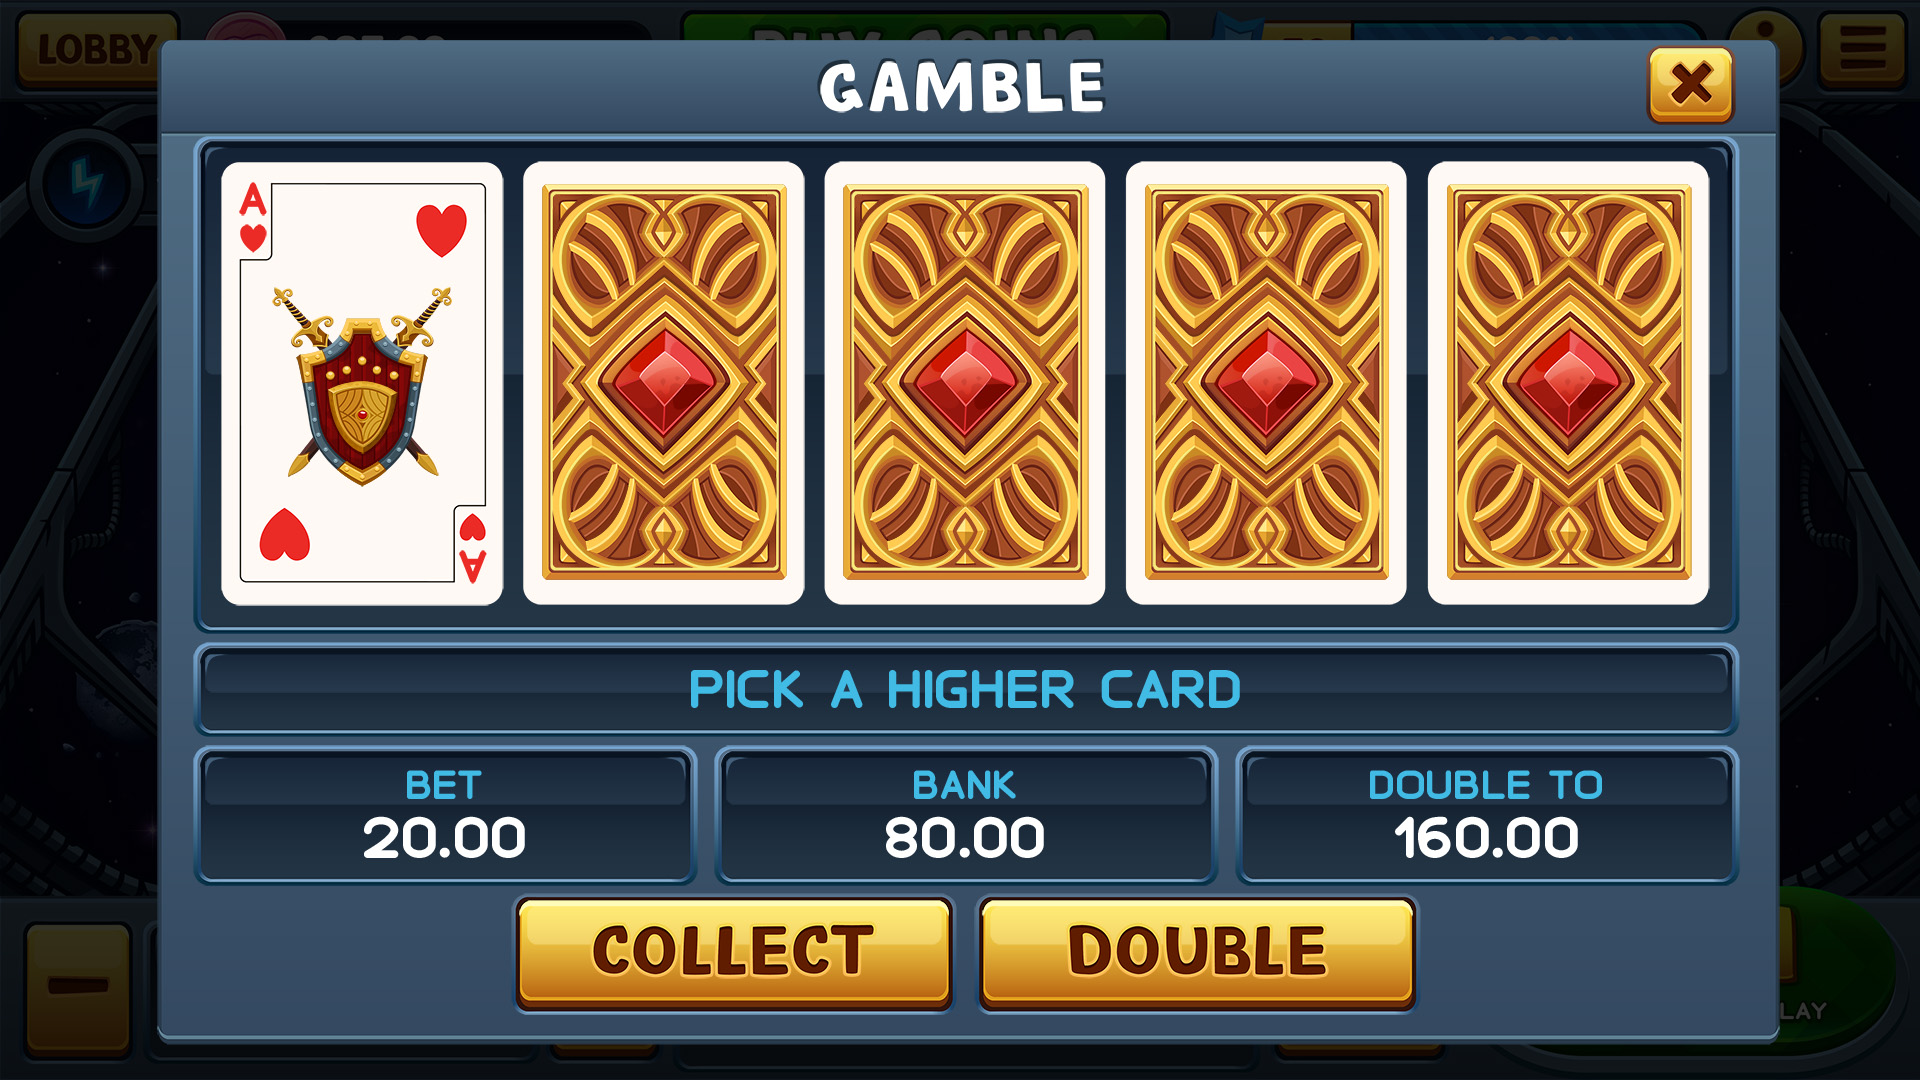 LOBBY
GAMBLE
A
A
PICK A HIGHER CARD
BET
20.00
BANK
80.00
DOUBLE TO
160.00
COLLECT
DOUBLE
LAY